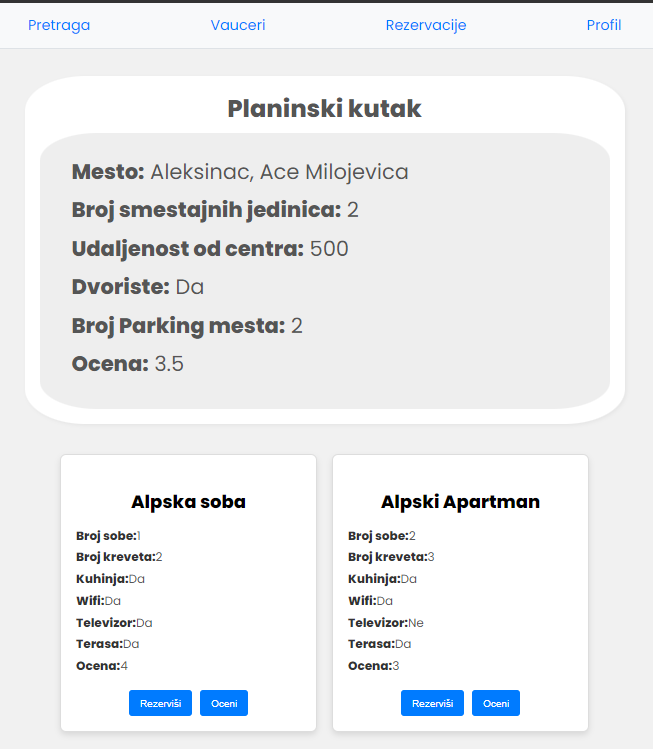 Pretraga Vauceri Rezervacije Profil
Planinski kutak
Mesto: Aleksinac, Ace Milojevica
Broj smestajnih jedinica: 2
Udaljenost od centra: 500
Dvoriste: Da
Broj Parking mesta: 2
Ocena: 3.5
Alpska soba
Broj sobe:1
Broj kreveta:2
Kuhinja:Da
Wifi:Da
Televizor:Da
Terasa:Da
Ocena:4
Rezerviši Oceni
Alpski Apartman
Broj sobe:2
Broj kreveta:3
Kuhinja:Da
Wifi:Da
Televizor:Ne
Terasa:Da
Ocena:3
Rezerviši Oceni